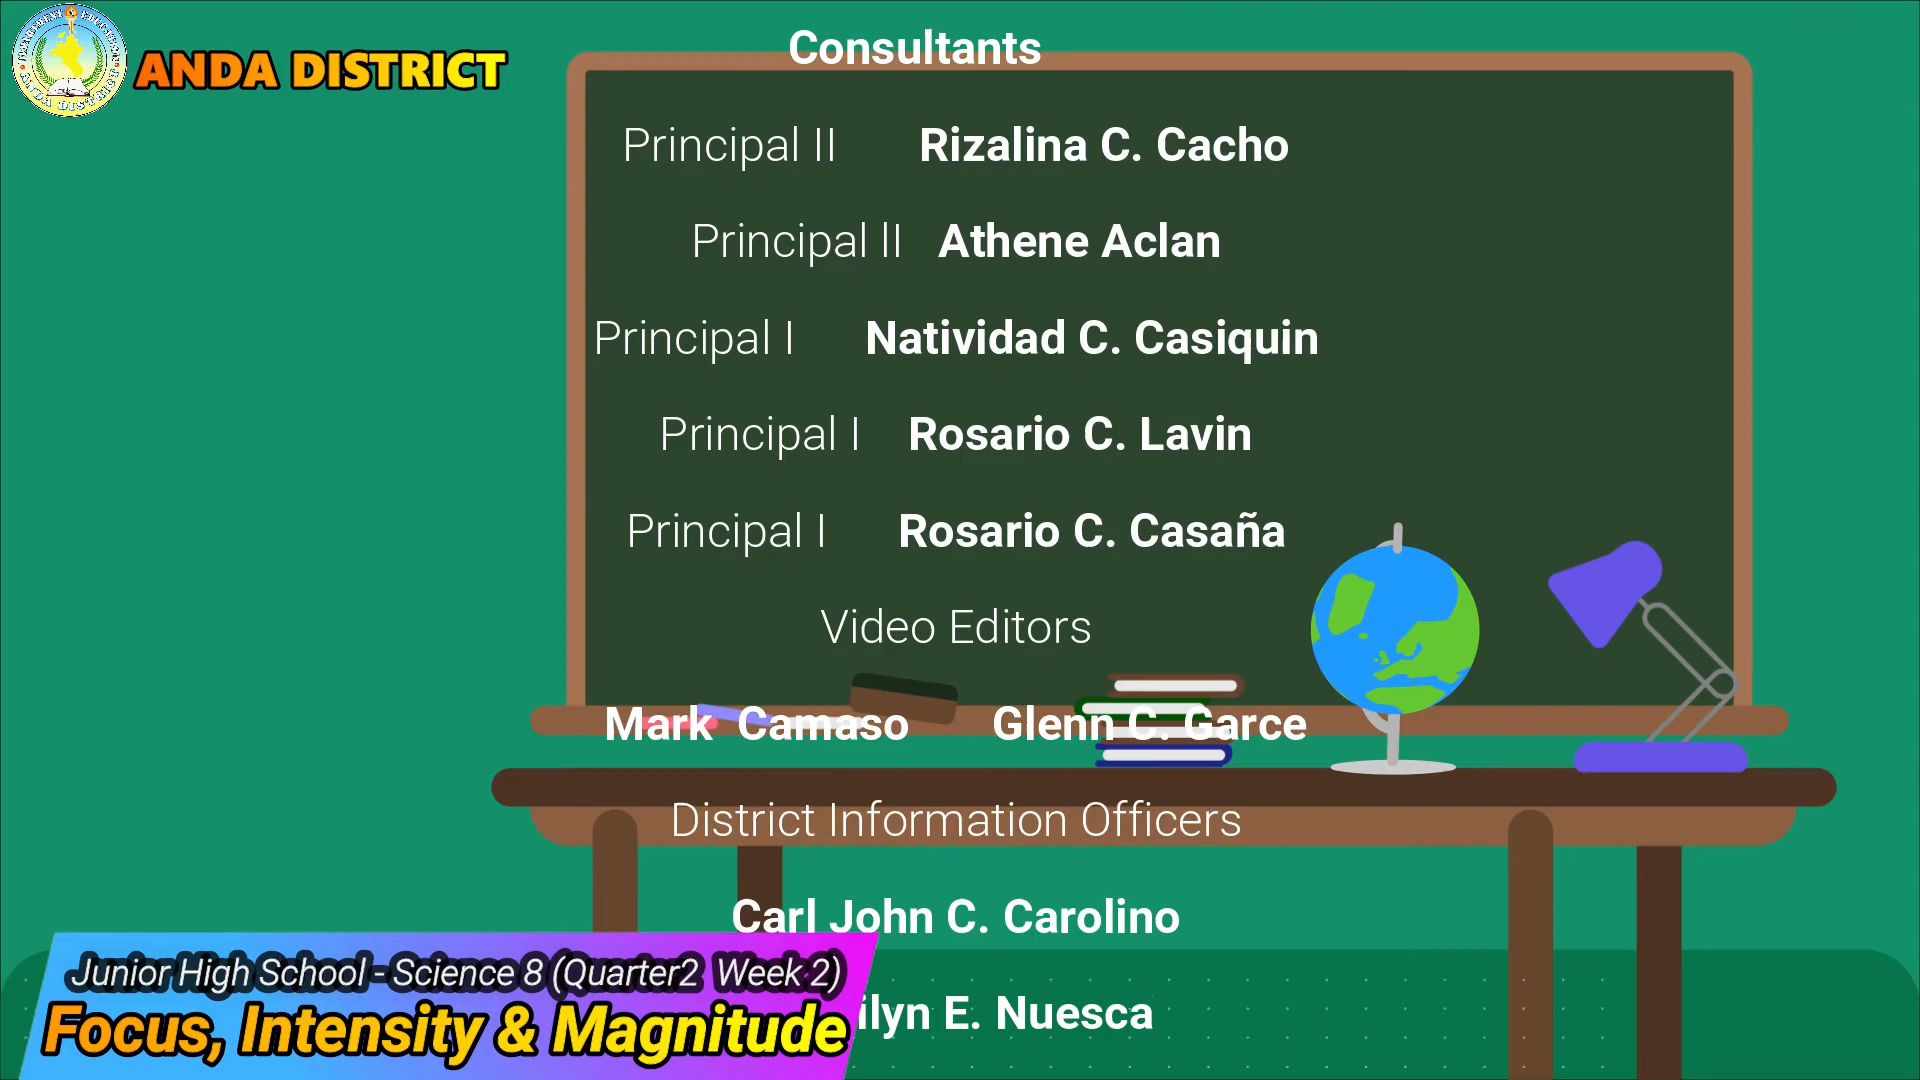 ANDA DISTRICT
Consultants
Principal II Rizalina C. Cacho
Principal lI Athene Aclan
Principal I Natividad C. Casiquin
Principal I Rosario C. Lavin
Principal I Rosario C. Casaña
Video Editors
Mark Camaso Glenn C. Garce
District Information Officers
Carl John C. Carolino
E. Nuesca
Junior High School - Science 8 (Quarter2 Week 2)
Focus, Intensity & Magnitude